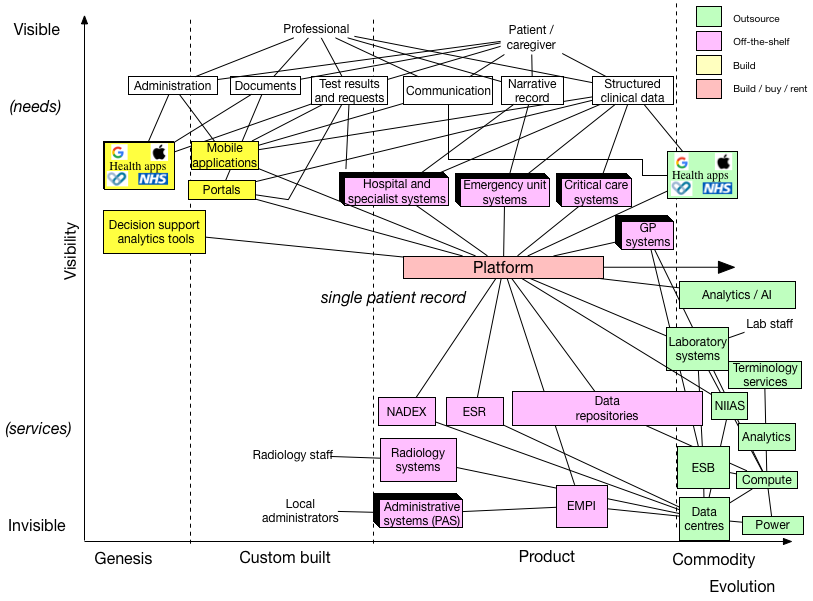 Visible
Professional
Patient /
caregiver
Outsource
Off-the-shelf
Build
Build / buy / rent
(needs)
Administration
Documents
Test results
and requests
Communication
Narrative
record
Structured
clinical data
G
Health apps
NHS
Mobile
applications
Portals
Hospital and
specialist systems
Emergency unit
systems
Critical care
systems
G
Health apps
NHS
Decision support
analytics tools
GP
systems
Visibility
Platform
single patient record
Analytics / AI
Lab staff
Laboratory
systems
Terminology
services
NADEX
ESR
Data
repositories
NIIAS
(services)
Analytics
Radiology staff
Radiology
systems
ESB
Compute
Local
administrators
Administrative
systems (PAS)
EMPI
Data
centres
Power
Invisible
Genesis
Custom built
Product
Commodity
Evolution